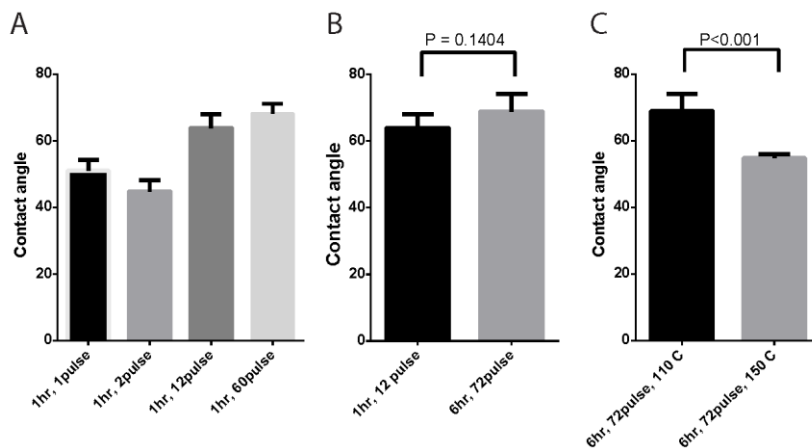 A
Contact angle
80
60
40
20
0
1hr, 1pulse
1hr, 2pulse
1hr, 12pulse
1hr, 60pulse
B
P = 0.1404
Contact angle
80
60
40
20
0
1hr, 12 pulse
6hr, 72pulse
C
P<0.001
Contact angle
80
60
40
20
0
6hr, 72pulse, 110 C
6hr, 72pulse, 150 C